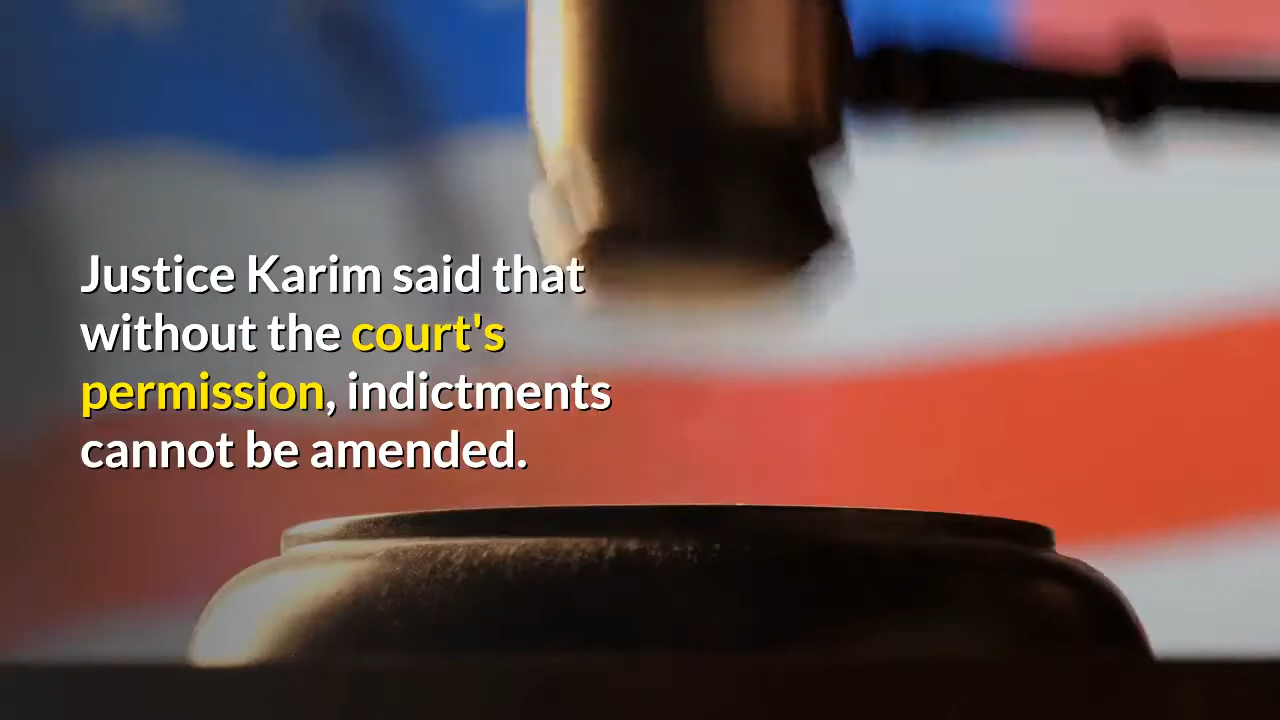 Justice Karim said that
without the court's
permission, indictments
cannot be amended.